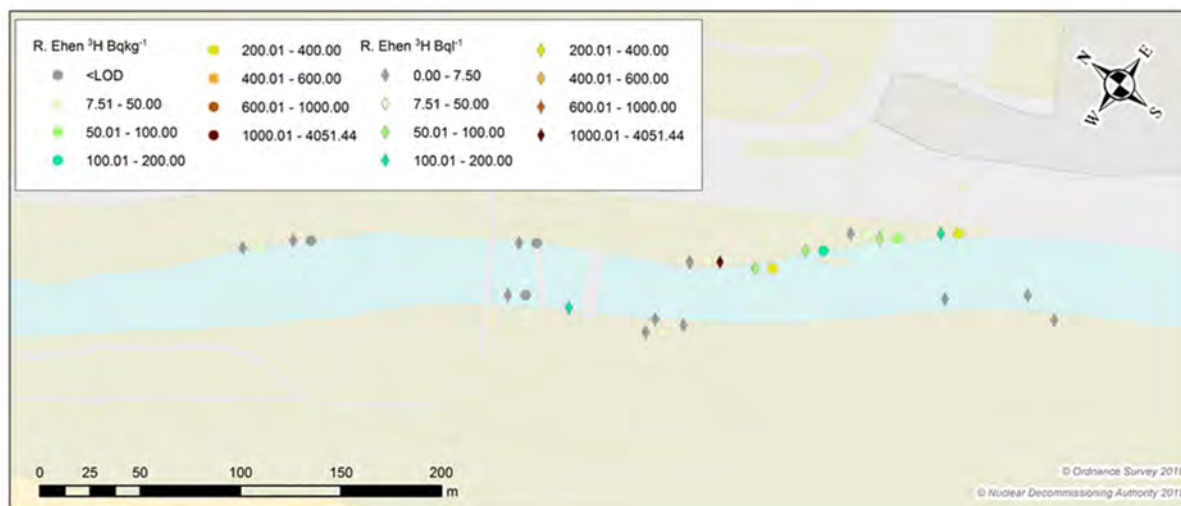 R. Ehen ³H Bqkg⁻¹
<LOD
7.51 - 50.00
50.01 - 100.00
100.01 - 200.00
200.01 - 400.00
400.01 - 600.00
600.01 - 1000.00
1000.01 - 4051.44
R. Ehen ³H Bql⁻¹
0.00 - 7.50
7.51 - 50.00
50.01 - 100.00
100.01 - 200.00
200.01 - 400.00
400.01 - 600.00
600.01 - 1000.00
1000.01 - 4051.44
N
E
W
S
0 25 50 100 150 200
m
© Ordnance Survey 2019
© Nuclear Decommissioning Authority 2019